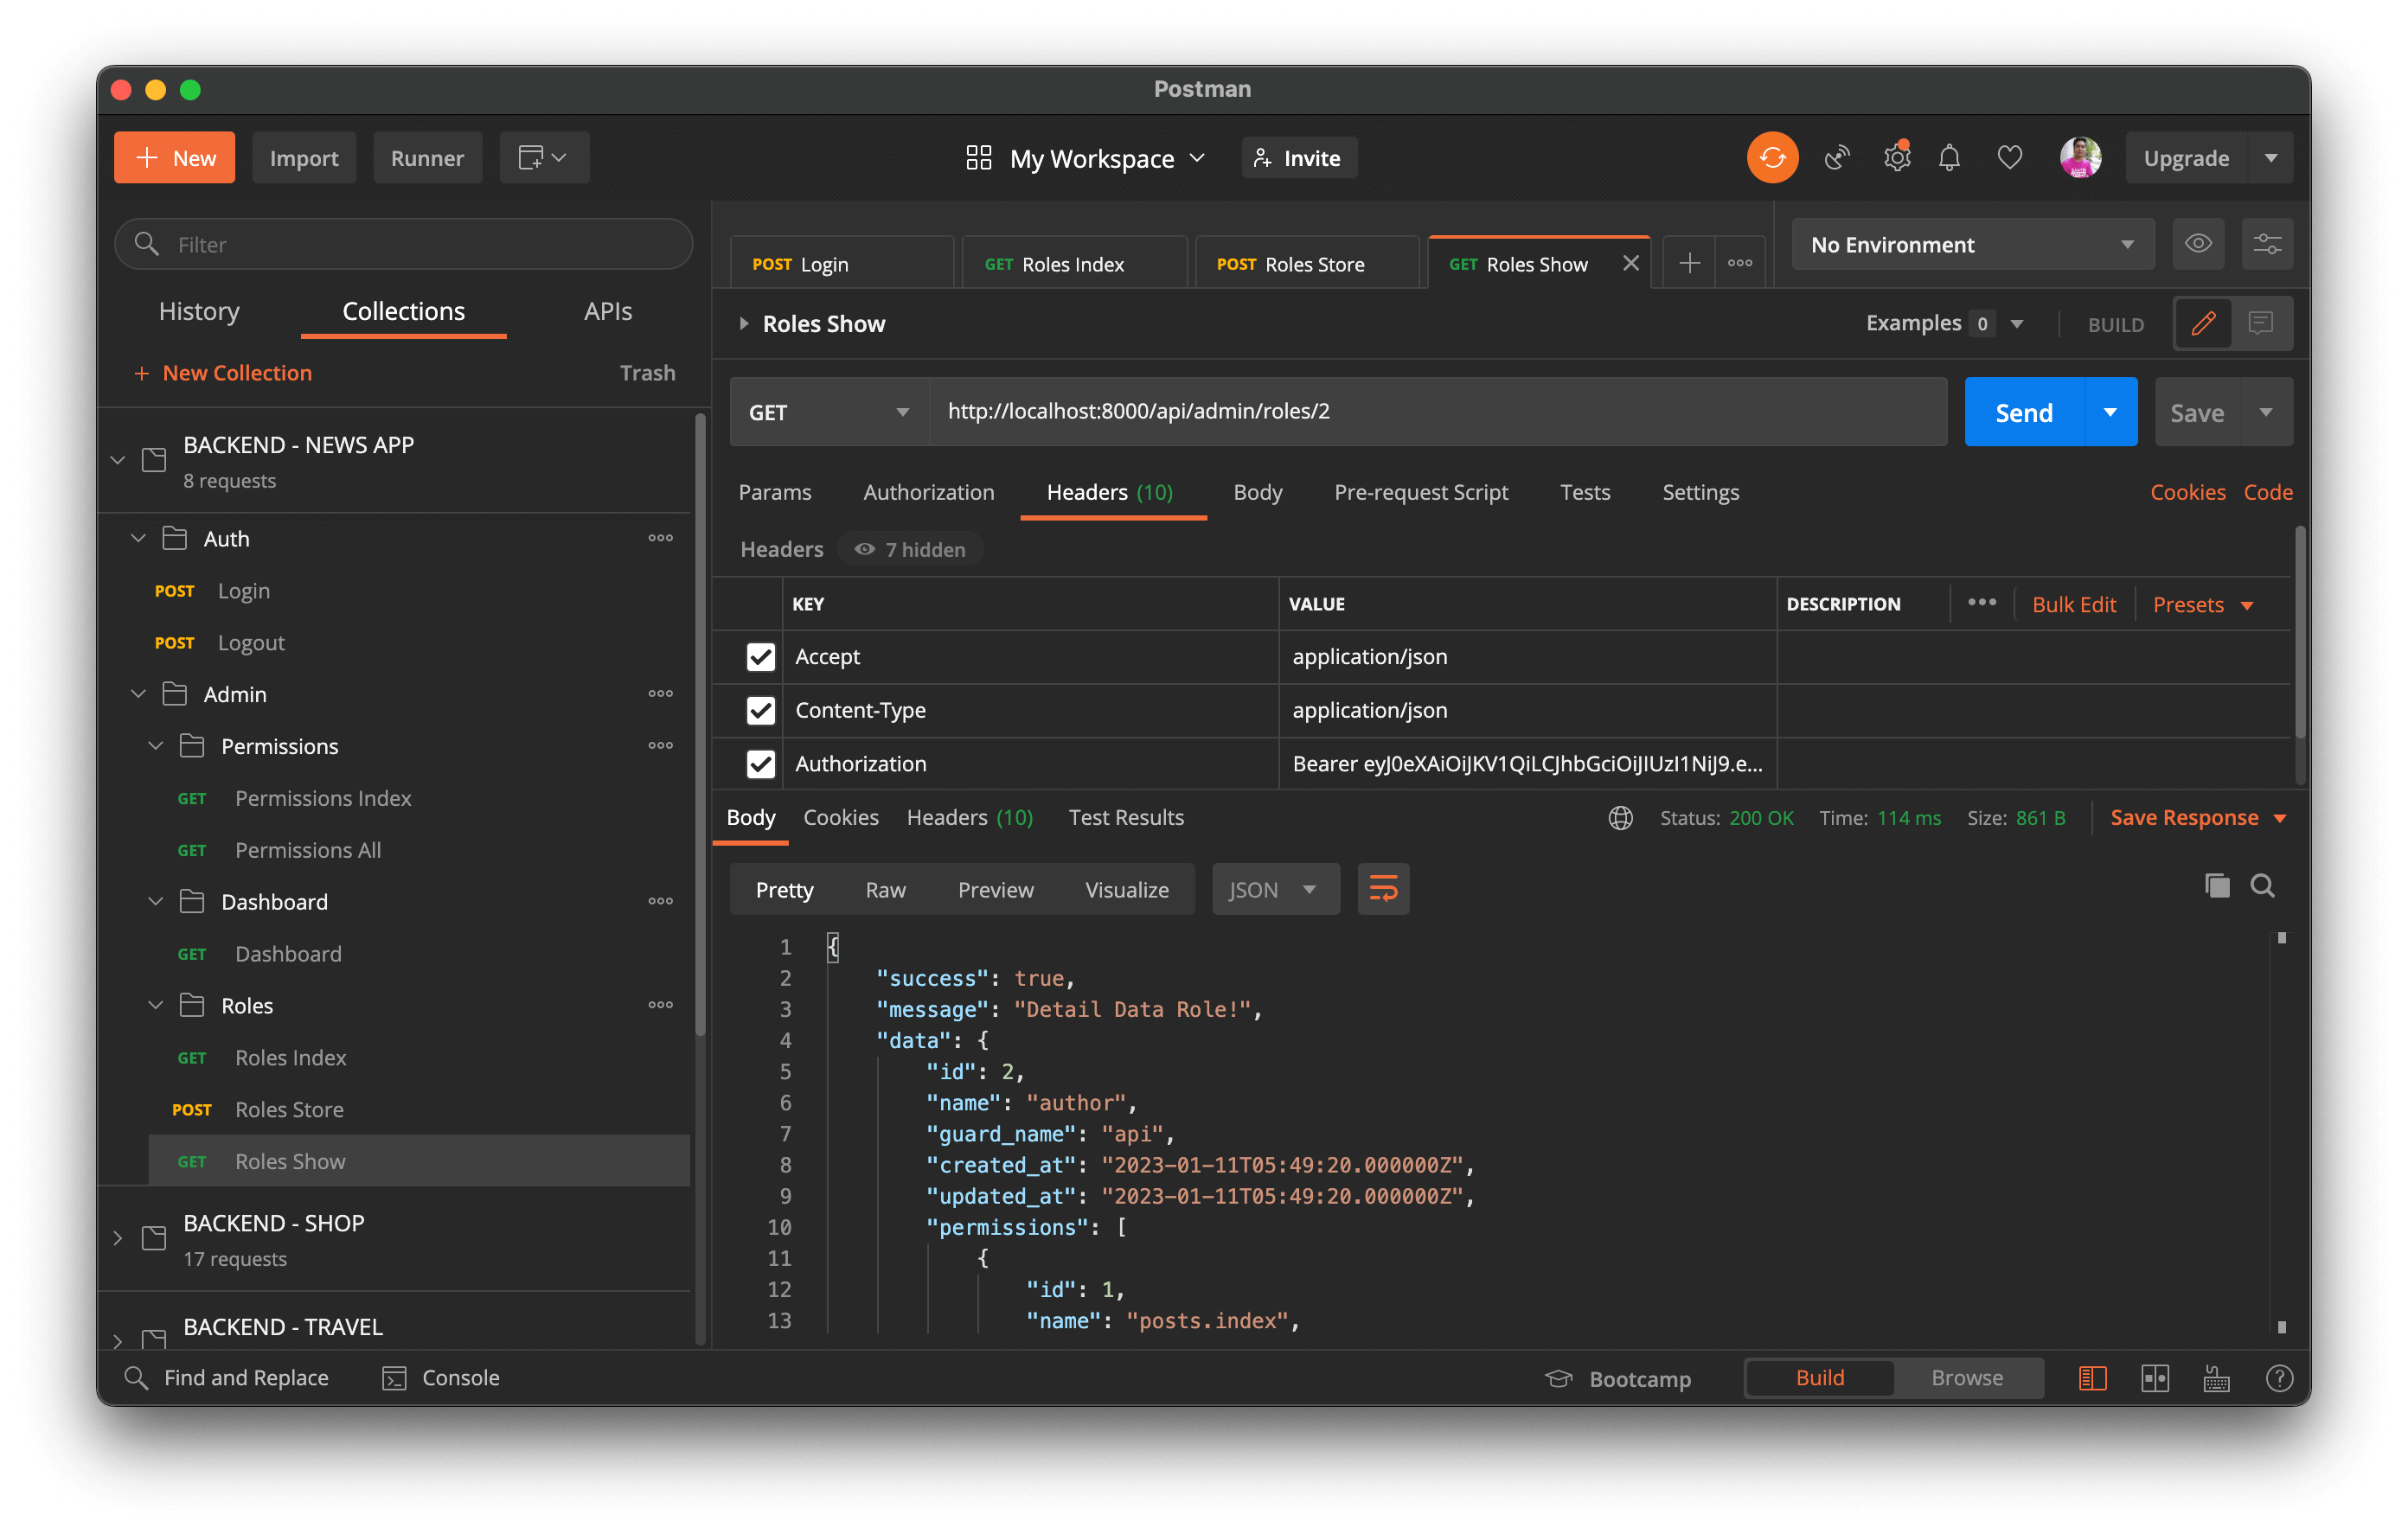 Postman
New
Import
Runner
My Workspace
Invite
Upgrade
Filter
History
Collections
APIs
New Collection
Trash
BACKEND - NEWS APP
8 requests
Auth
POST Login
POST Logout
Admin
Permissions
GET Permissions Index
GET Permissions All
Dashboard
GET Dashboard
Roles
GET Roles Index
POST Roles Store
GET Roles Show
BACKEND - SHOP
17 requests
BACKEND - TRAVEL
POST Login
GET Roles Index
POST Roles Store
GET Roles Show
No Environment
Roles Show
Examples 0
BUILD
GET
http://localhost:8000/api/admin/roles/2
Send
Save
Params
Authorization
Headers (10)
Body
Pre-request Script
Tests
Settings
Cookies
Code
Headers
7 hidden
KEY
VALUE
DESCRIPTION
Bulk Edit
Presets
Accept
application/json
Content-Type
application/json
Authorization
Bearer eyJ0eXAiOiJKV1QiLCJhbGciOiJIUzI1NiJ9.e...
Body
Cookies
Headers (10)
Test Results
Status: 200 OK
Time: 114 ms
Size: 861 B
Save Response
Pretty
Raw
Preview
Visualize
JSON
1 {
2 "success": true,
3 "message": "Detail Data Role!",
4 "data": {
5 "id": 2,
6 "name": "author",
7 "guard_name": "api",
8 "created_at": "2023-01-11T05:49:20.000000Z",
9 "updated_at": "2023-01-11T05:49:20.000000Z",
10 "permissions": [
11 {
12 "id": 1,
13 "name": "posts.index",
Find and Replace
Console
Bootcamp
Build
Browse